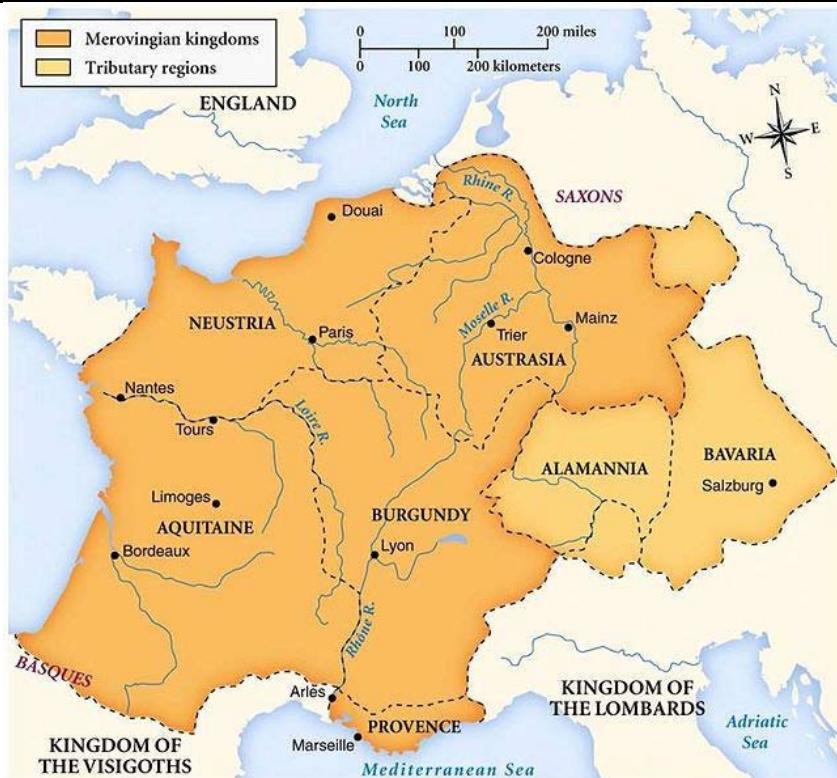 Merovingian kingdoms
Tributary regions
0 100 200 miles
0 100 200 kilometers
ENGLAND
North
Sea
N
W E
S
SAXONS
Rhine R.
Douai
Cologne
NEUSTRIA
Paris
Moselle R.
Trier
Mainz
AUSTRASIA
Nantes
Tours
Loire R.
Limoges
AQUITAINE
Bordeaux
BURGUNDY
Lyon
ALAMANNIA
BAVARIA
Salzburg
Rhône R.
BASQUES
Arles
PROVENCE
Marseille
KINGDOM OF
THE VISIGOTHS
KINGDOM OF
THE LOMBARDS
Adriatic
Sea
Mediterranean Sea